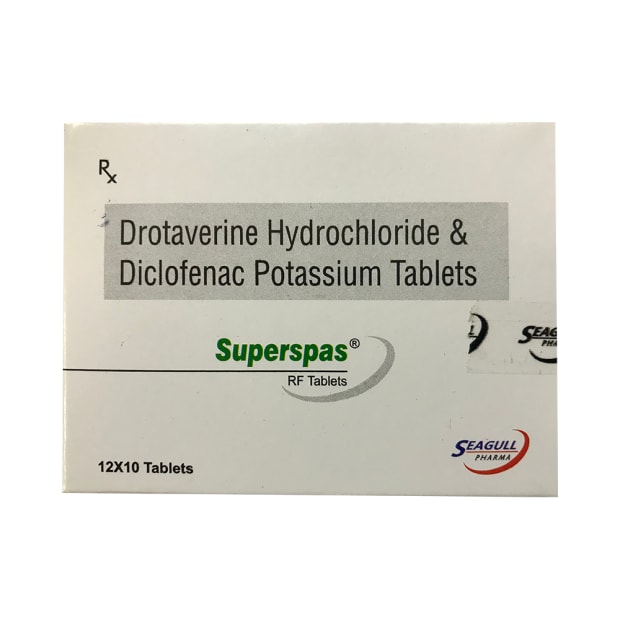 Rx
Drotaverine Hydrochloride &
Diclofenac Potassium Tablets
Superspas®
RF Tablets
SEAGULL
PHARMA
12X10 Tablets